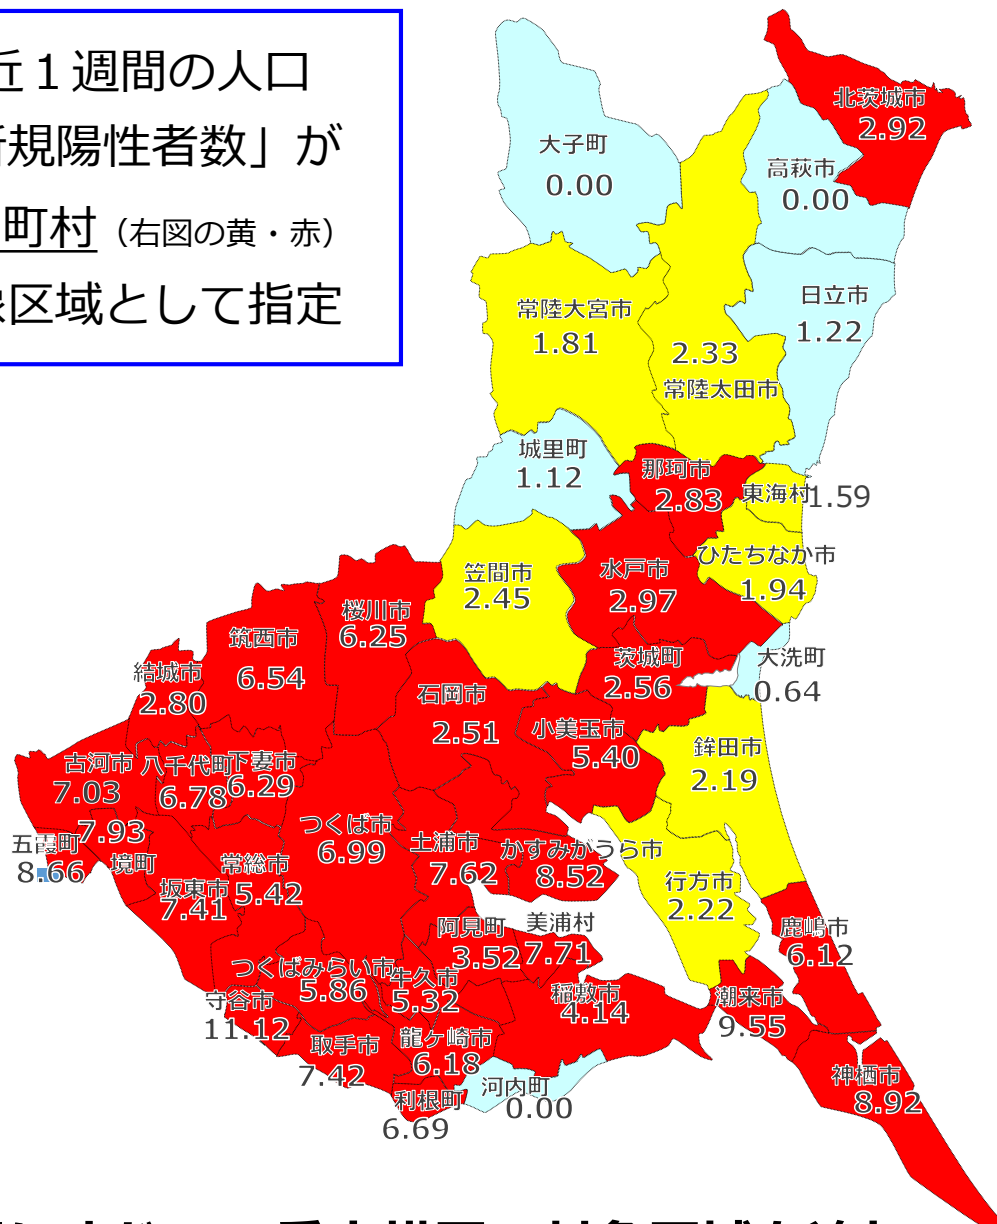 近１週間の人口
新規陽性者数」が
町村（右図の黄・赤）
象区域として指定
北茨城市
2.92
大子町
0.00
高萩市
0.00
日立市
1.22
常陸大宮市
1.81
2.33
常陸太田市
城里町
1.12
那珂市
2.83
東海村
1.59
ひたちなか市
1.94
笠間市
2.45
水戸市
2.97
桜川市
6.25
筑西市
6.54
茨城町
2.56
大洗町
0.64
結城市
2.80
石岡市
2.51
小美玉市
5.40
鉾田市
2.19
古河市
7.03
八千代町
6.78
下妻市
6.29
つくば市
6.99
土浦市
7.62
かすみがうら市
8.52
五霞町
8.66
7.93
境町
常総市
5.42
坂東市
7.41
行方市
2.22
阿見町
3.52
美浦村
7.71
鹿嶋市
6.12
つくばみらい市
5.86
牛久市
5.32
稲敷市
4.14
潮来市
9.55
守谷市
11.12
取手市
7.42
龍ヶ崎市
6.18
河内町
0.00
利根町
6.69
神栖市
8.92